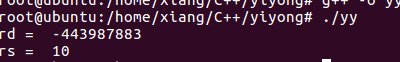 root@ubuntu:/home/xiang/C++/yiyong# g++ -o yy
root@ubuntu:/home/xiang/C++/yiyong# ./yy
rd =  -443987883
rs =  10